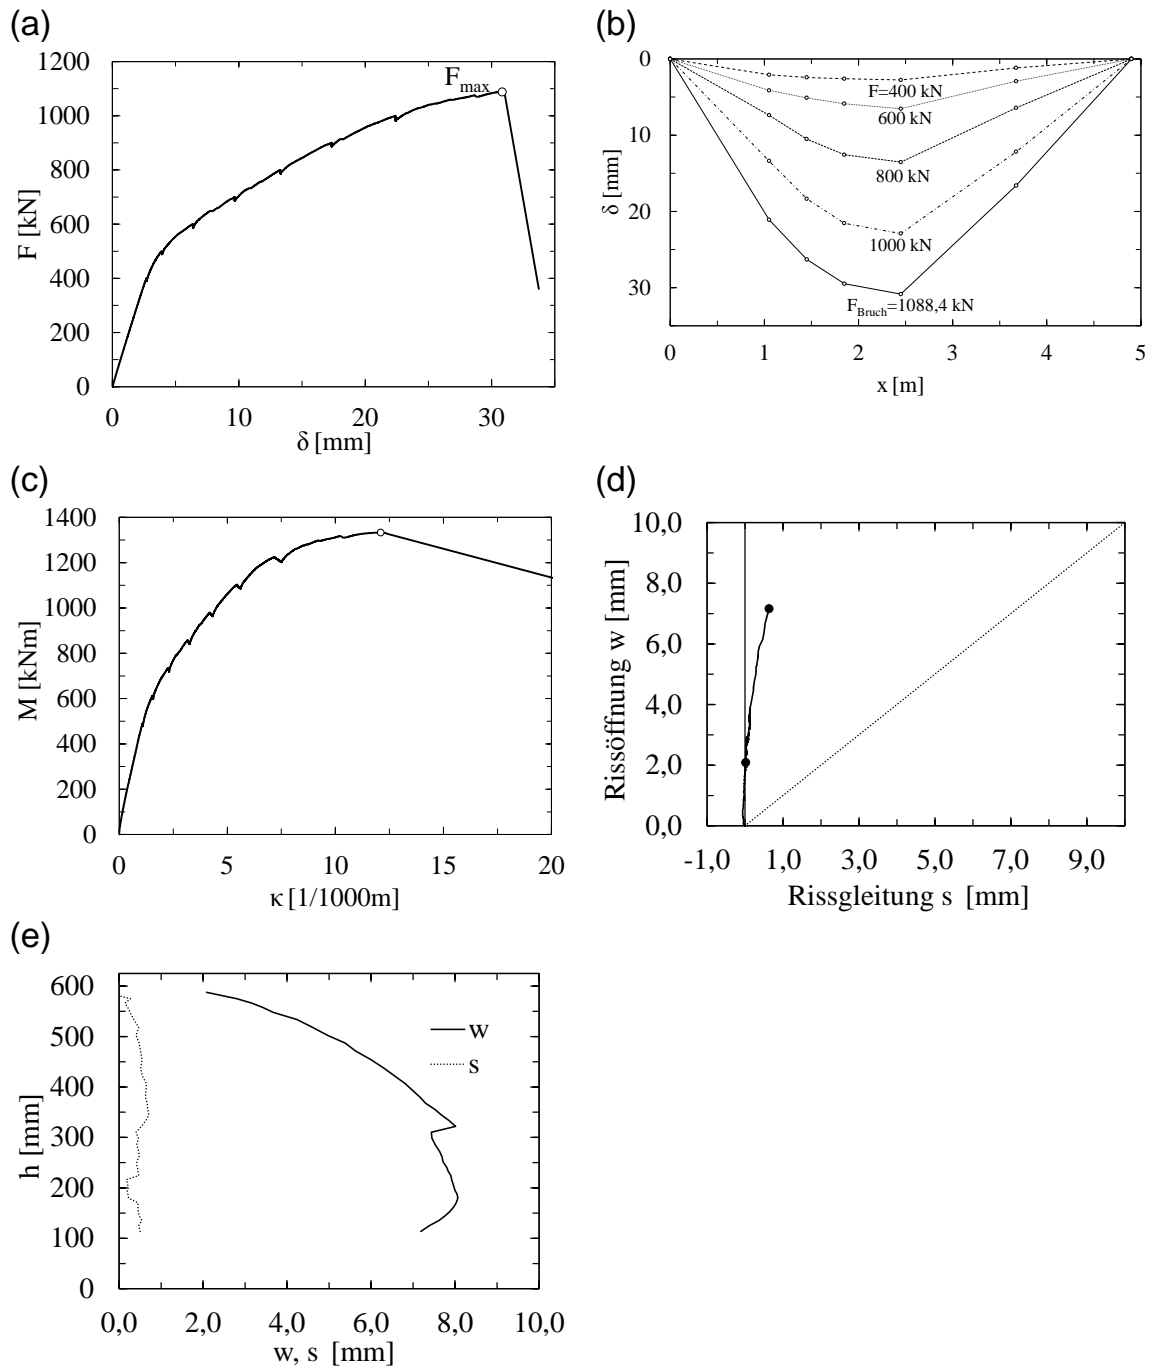 (a)
1200
1000
800
600
400
200
0
F [kN]
F_max
0 10 20 30
δ [mm]
(b)
0
10
20
30
δ [mm]
F=400 kN
600 kN
800 kN
1000 kN
F_Bruch=1088,4 kN
0 1 2 3 4 5
x [m]
(c)
1400
1200
1000
800
600
400
200
0
M [kNm]
0 5 10 15 20
κ [1/1000m]
(d)
10,0
8,0
6,0
4,0
2,0
0,0
Rissöffnung w [mm]
-1,0 1,0 3,0 5,0 7,0 9,0
Rissgleitung s [mm]
(e)
600
500
400
300
200
100
0
h [mm]
w
s
0,0 2,0 4,0 6,0 8,0 10,0
w, s [mm]